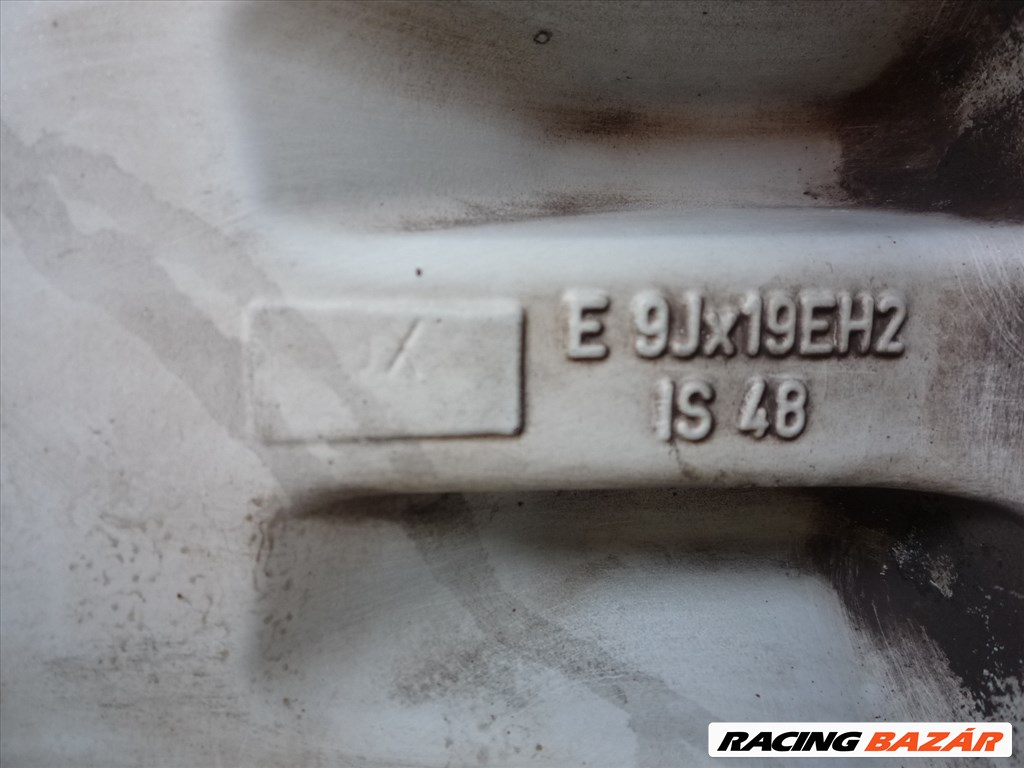 E 9Jx19EH2
IS 48
RACING BAZÁR